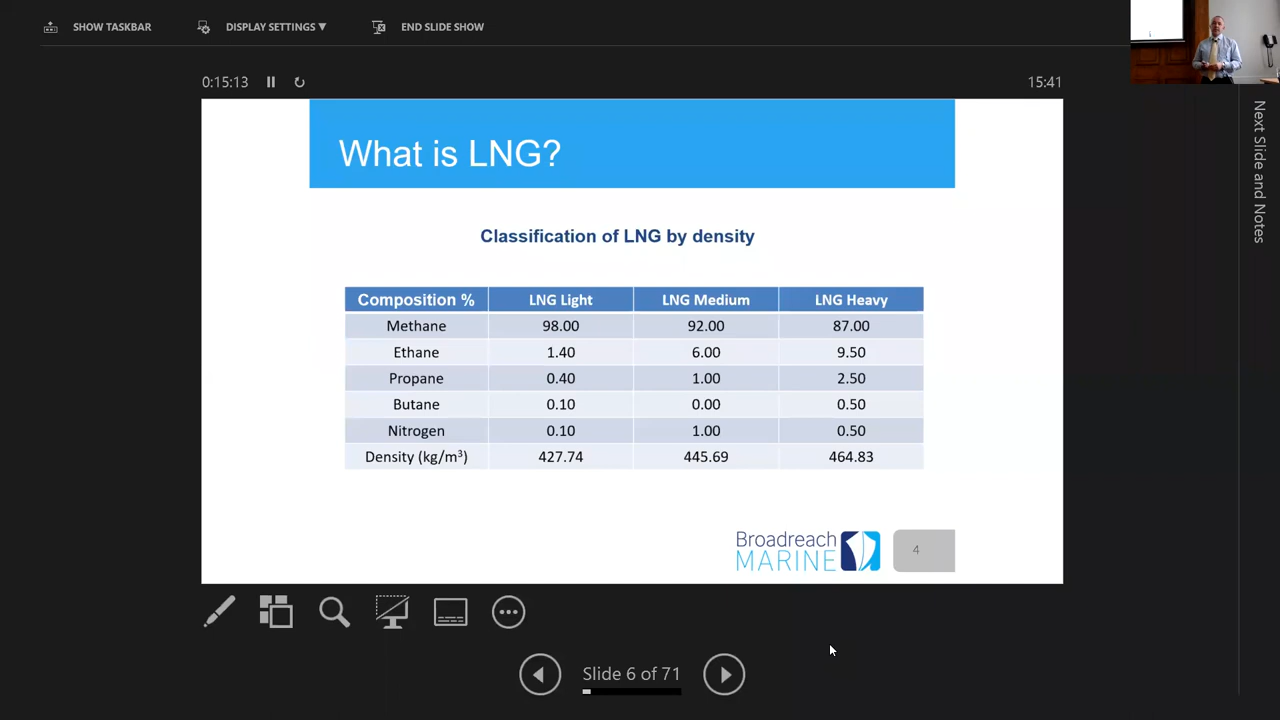 SHOW TASKBAR DISPLAY SETTINGS ▼ END SLIDE SHOW
0:15:13 15:41
What is LNG?
Classification of LNG by density
Composition % LNG Light LNG Medium LNG Heavy
Methane 98.00 92.00 87.00
Ethane 1.40 6.00 9.50
Propane 0.40 1.00 2.50
Butane 0.10 0.00 0.50
Nitrogen 0.10 1.00 0.50
Density (kg/m³) 427.74 445.69 464.83
Broadreach
MARINE
4
Slide 6 of 71
Next Slide and Notes